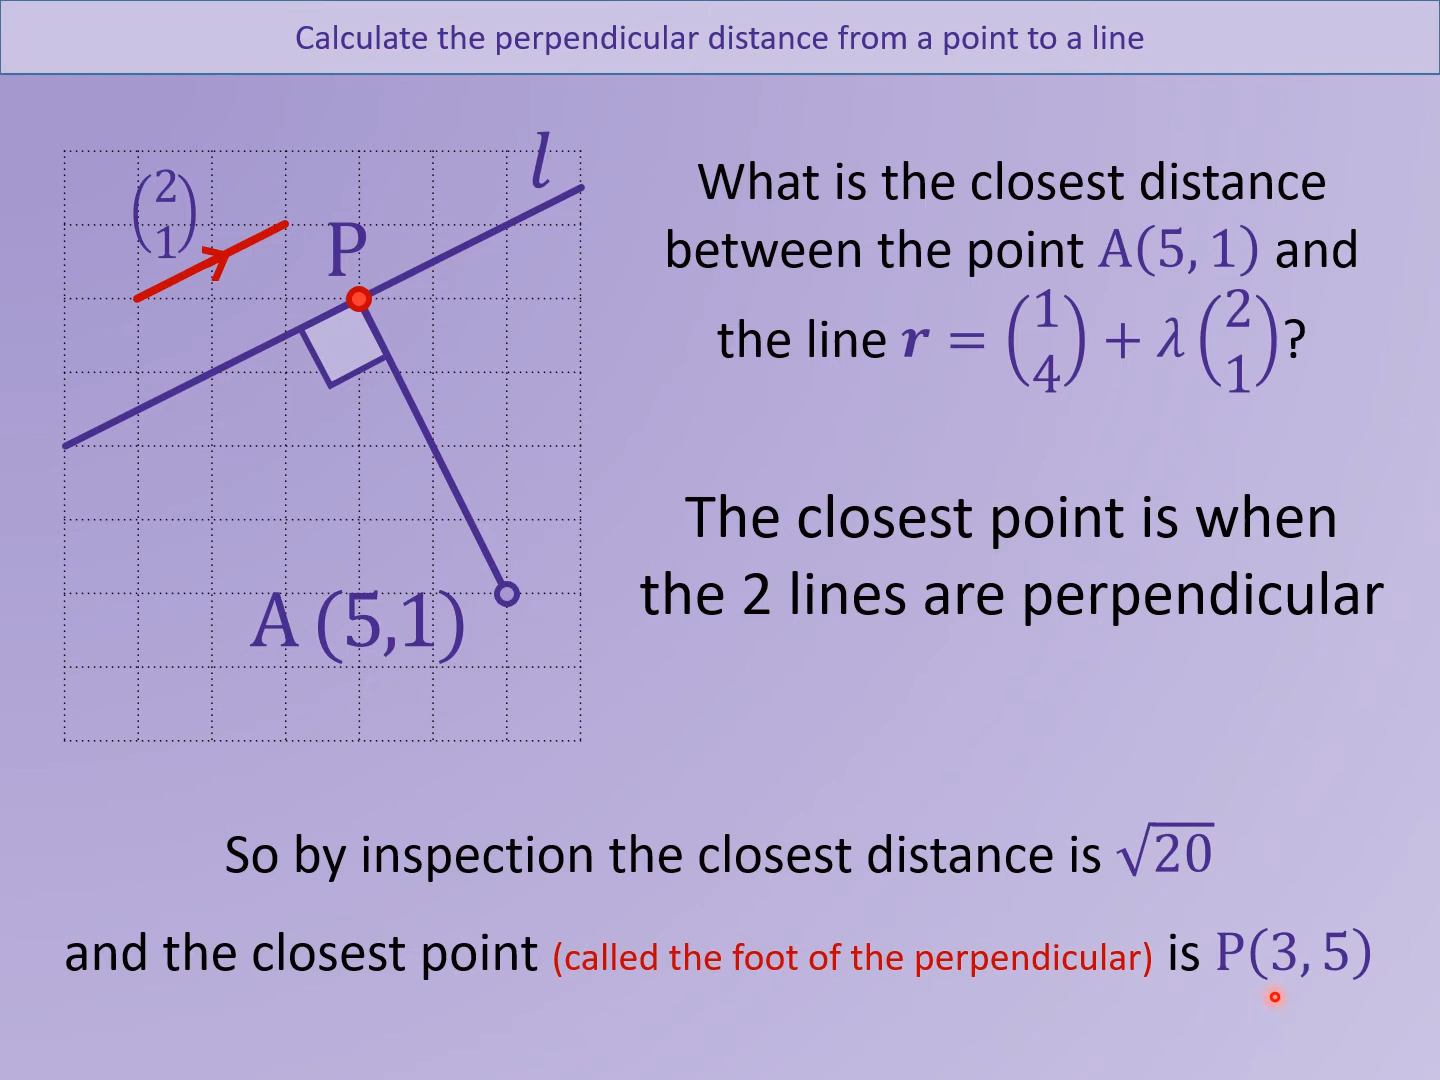 Calculate the perpendicular distance from a point to a line
(2 1)
l
P
A (5,1)
What is the closest distance
between the point A(5, 1) and
the line r = (1 4) + λ (2 1)?
The closest point is when
the 2 lines are perpendicular
So by inspection the closest distance is √20
and the closest point (called the foot of the perpendicular) is P(3, 5)